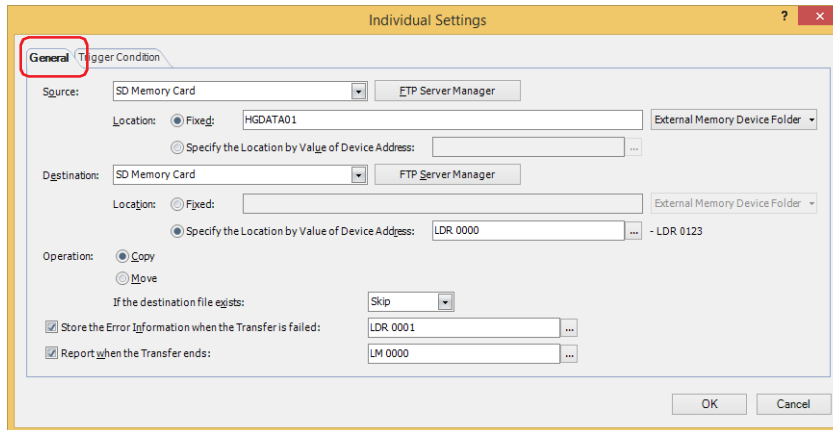 Individual Settings
?
×
General Trigger Condition
Source: SD Memory Card FTP Server Manager
Location: Fixed: HGDATA01 External Memory Device Folder
Specify the Location by Value of Device Address: ...
Destination: SD Memory Card FTP Server Manager
Location: Fixed: External Memory Device Folder
Specify the Location by Value of Device Address: LDR 0000 ... - LDR 0123
Operation: Copy
Move
If the destination file exists: Skip
Store the Error Information when the Transfer is failed: LDR 0001 ...
Report when the Transfer ends: LM 0000 ...
OK Cancel